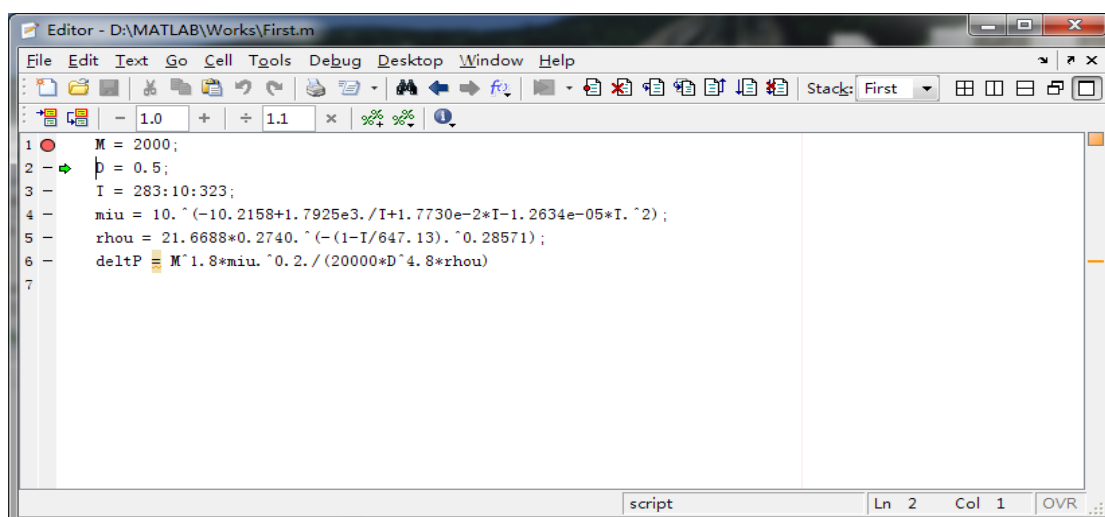 Editor - D:\MATLAB\Works\First.m
File Edit Text Go Cell Tools Debug Desktop Window Help
Stack: First
− 1.0 + ÷ 1.1 ×
1 M = 2000;
2 D = 0.5;
3 T = 283:10:323;
4 miu = 10.^(-10.2158+1.7925e3./T+1.7730e-2*T-1.2634e-05*T.^2);
5 rhou = 21.6688*0.2740.^(-(1-T/647.13).^0.28571);
6 deltP = M^1.8*miu.^0.2./(20000*D^4.8*rhou)
7
script Ln 2 Col 1 OVR